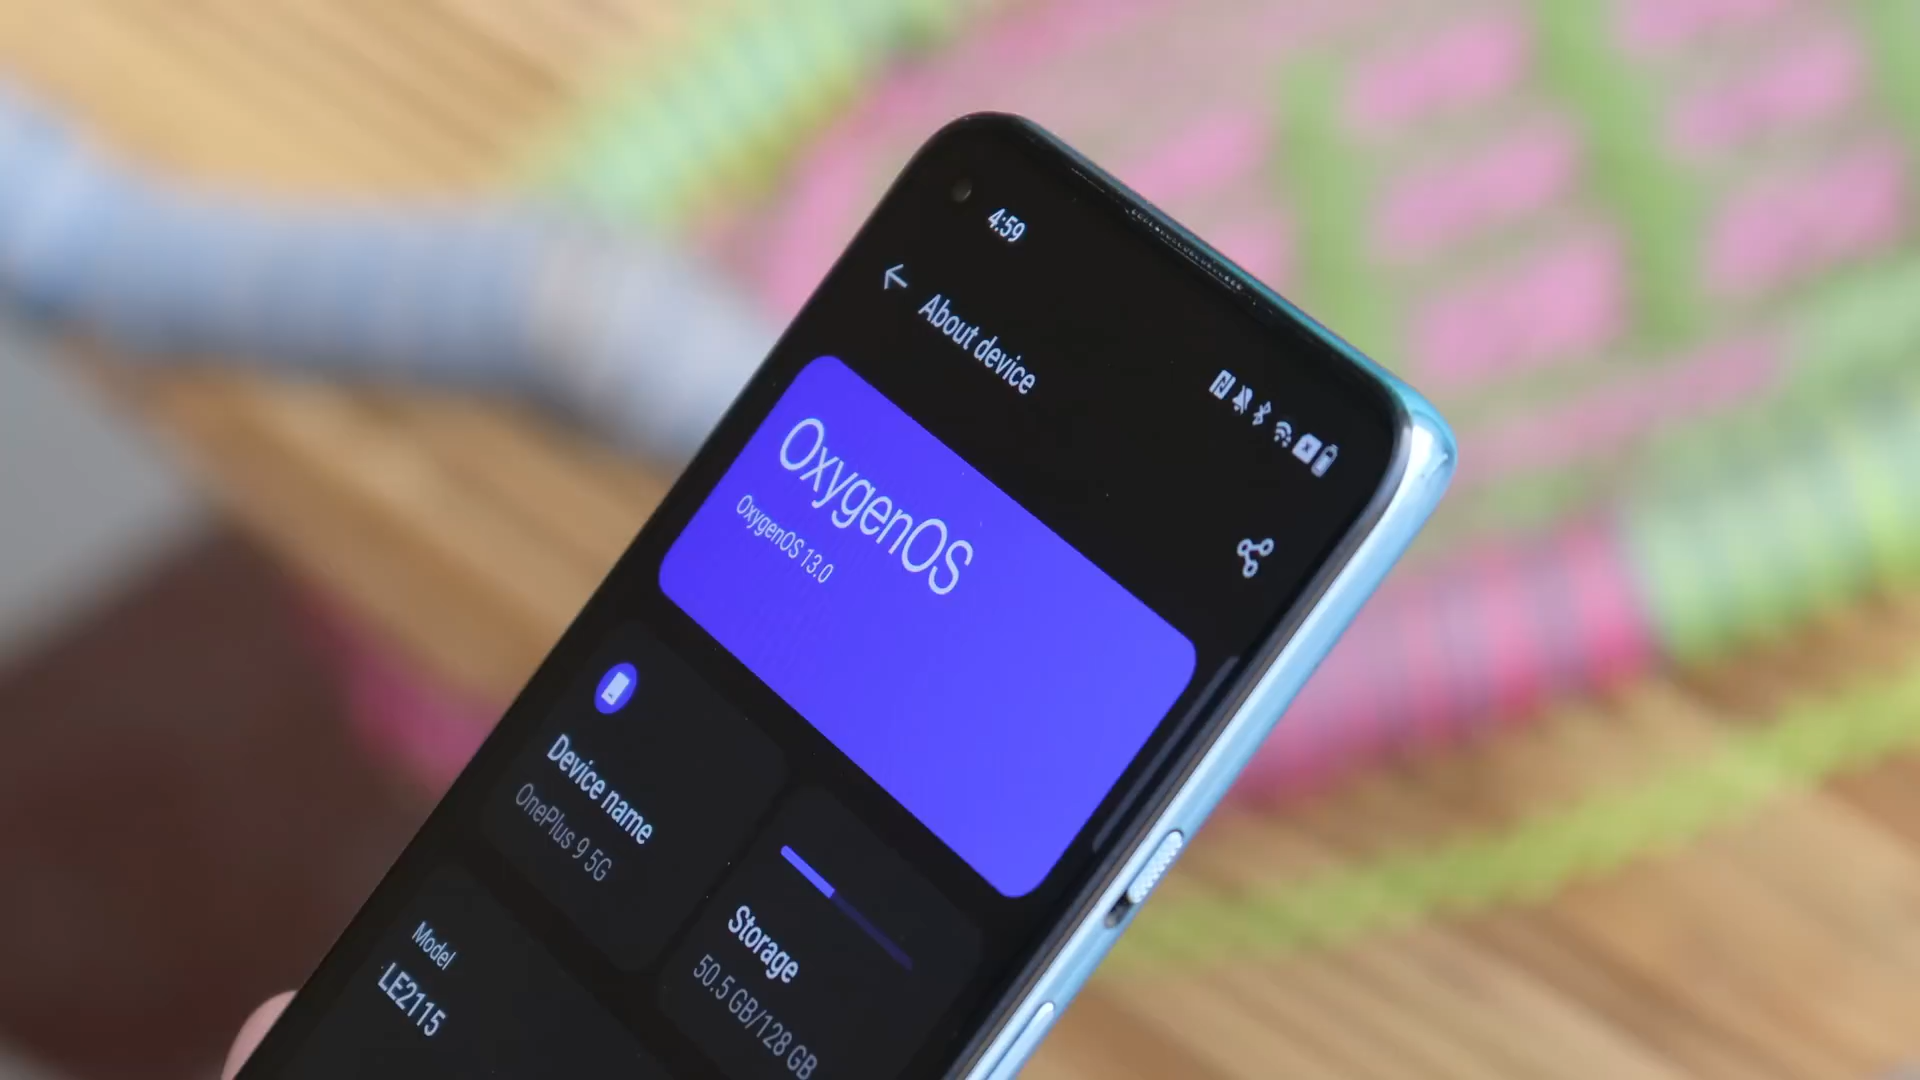 4:59
About device
OxygenOS
OxygenOS 13.0
Device name
OnePlus 9 5G
Storage
50.5 GB/128 GB
Model
LE2115